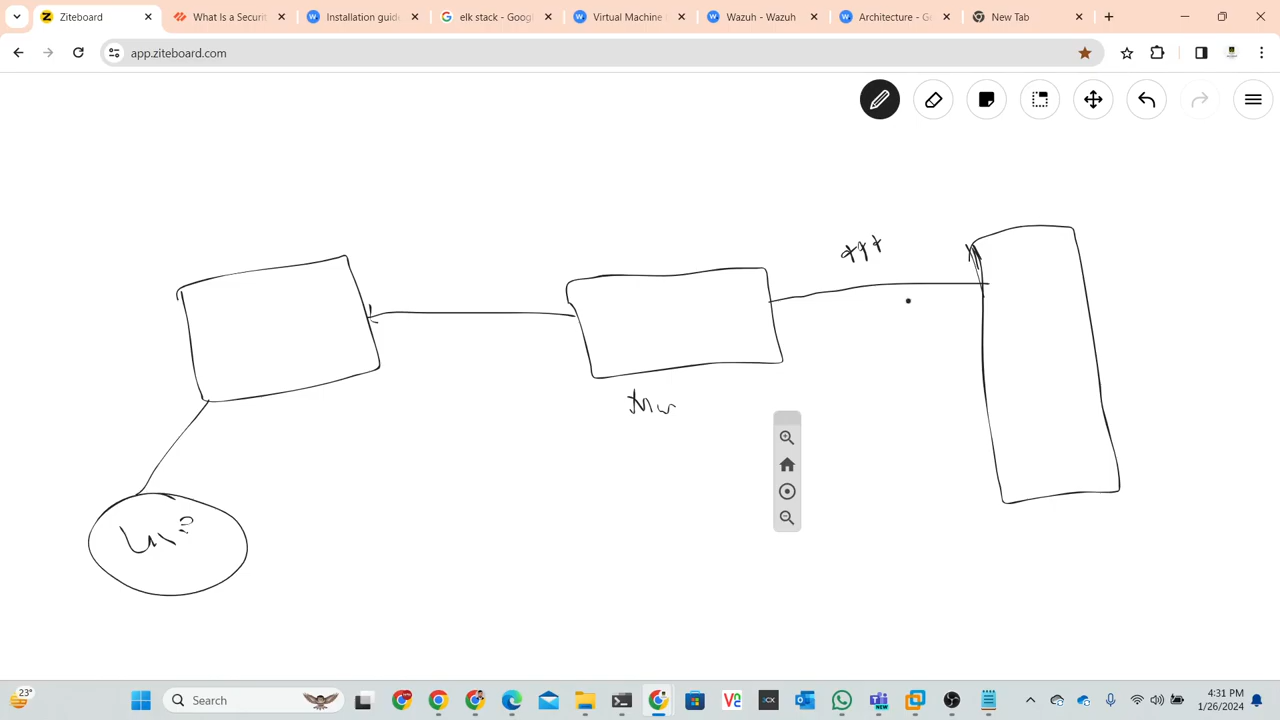 Ziteboard
What Is a Securit
Installation guid
elk stack - Goog
Virtual Machine
Wazuh - Wazuh
Architecture - G
New Tab
app.ziteboard.com
+++
23°
Search
4:31 PM
1/26/2024